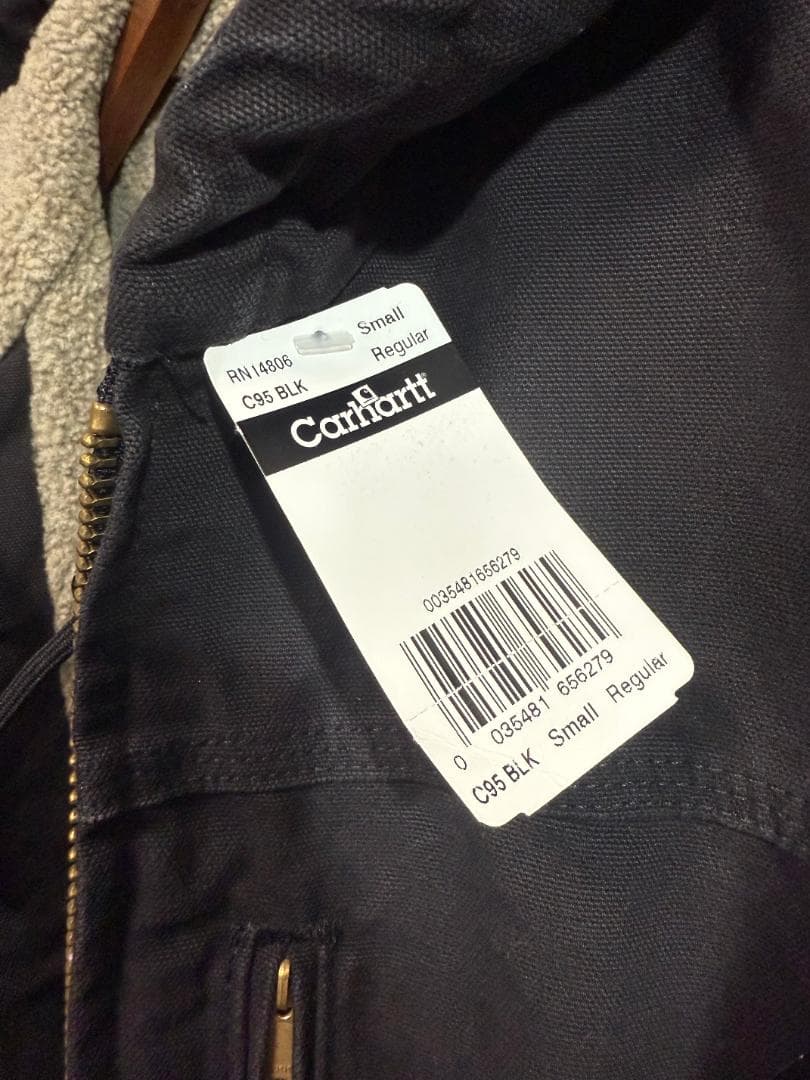 Small
RN14806
Regular
C95 BLK
Carhartt
0035481656279
0 035481 656279
C95 BLK Small Regular